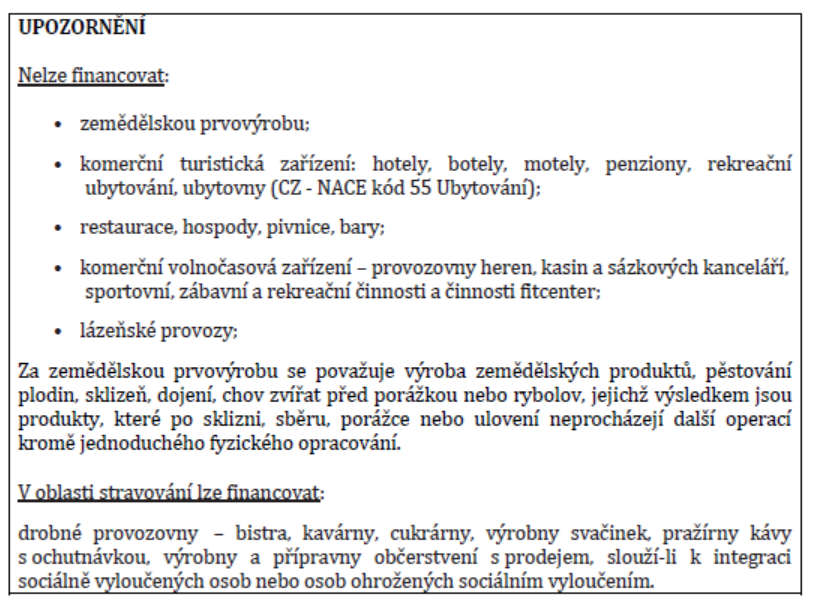 UPOZORNĚNÍ
Nelze financovat:
• zemědělskou prvovýrobu;
• komerční turistická zařízení: hotely, botely, motely, penziony, rekreační
ubytování, ubytovny (CZ - NACE kód 55 Ubytování);
• restaurace, hospody, pivnice, bary;
• komerční volnočasová zařízení – provozovny heren, kasin a sázkových kanceláří,
sportovní, zábavní a rekreační činnosti a činnosti fitcenter;
• lázeňské provozy;
Za zemědělskou prvovýrobu se považuje výroba zemědělských produktů, pěstování
plodin, sklizeň, dojení, chov zvířat před porážkou nebo rybolov, jejichž výsledkem jsou
produkty, které po sklizni, sběru, porážce nebo ulovení neprocházejí další operací
kromě jednoduchého fyzického opracování.
V oblasti stravování lze financovat:
drobné provozovny – bistra, kavárny, cukrárny, výrobny svačinek, pražírny kávy
s ochutnávkou, výrobny a přípravny občerstvení s prodejem, slouží-li k integraci
sociálně vyloučených osob nebo osob ohrožených sociálním vyloučením.